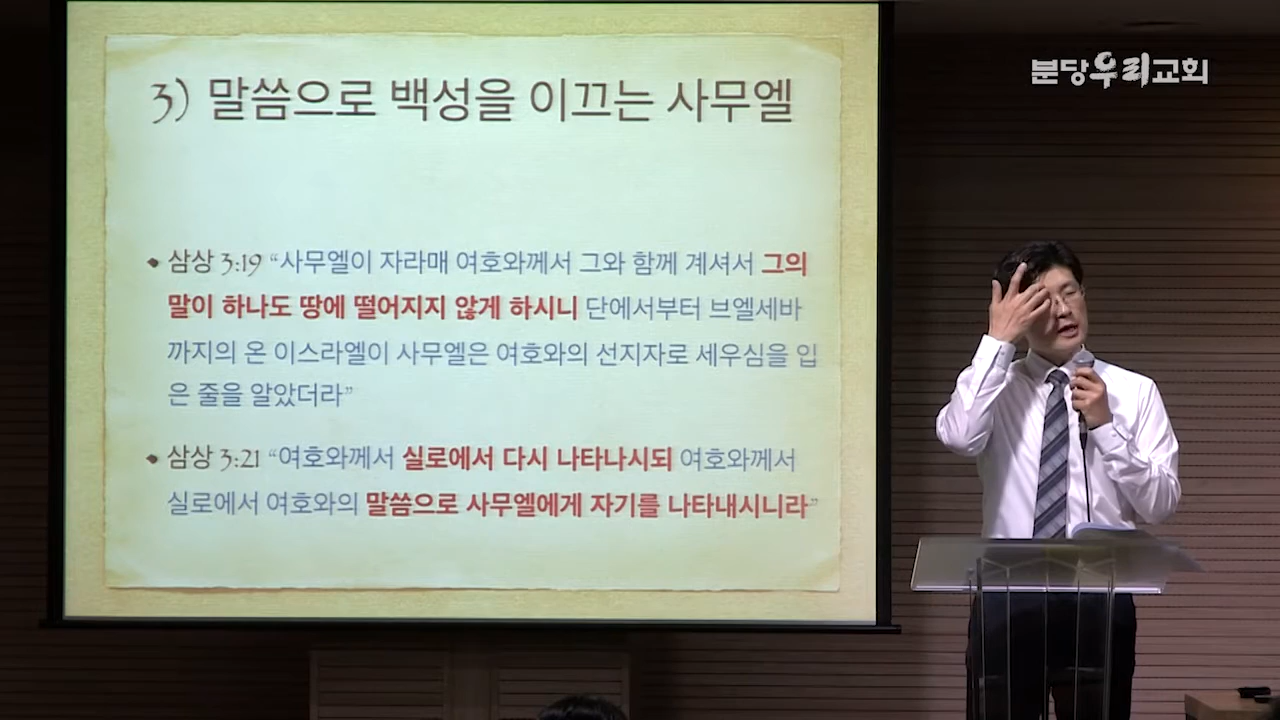 분당우리교회
3) 말씀으로 백성을 이끄는 사무엘
삼상 3:19 “사무엘이 자라매 여호와께서 그와 함께 계셔서 그의
말이 하나도 땅에 떨어지지 않게 하시니 단에서부터 브엘세바
까지의 온 이스라엘이 사무엘은 여호와의 선지자로 세우심을 입
은 줄을 알았더라”
삼상 3:21 “여호와께서 실로에서 다시 나타나시되 여호와께서
실로에서 여호와의 말씀으로 사무엘에게 자기를 나타내시니라”